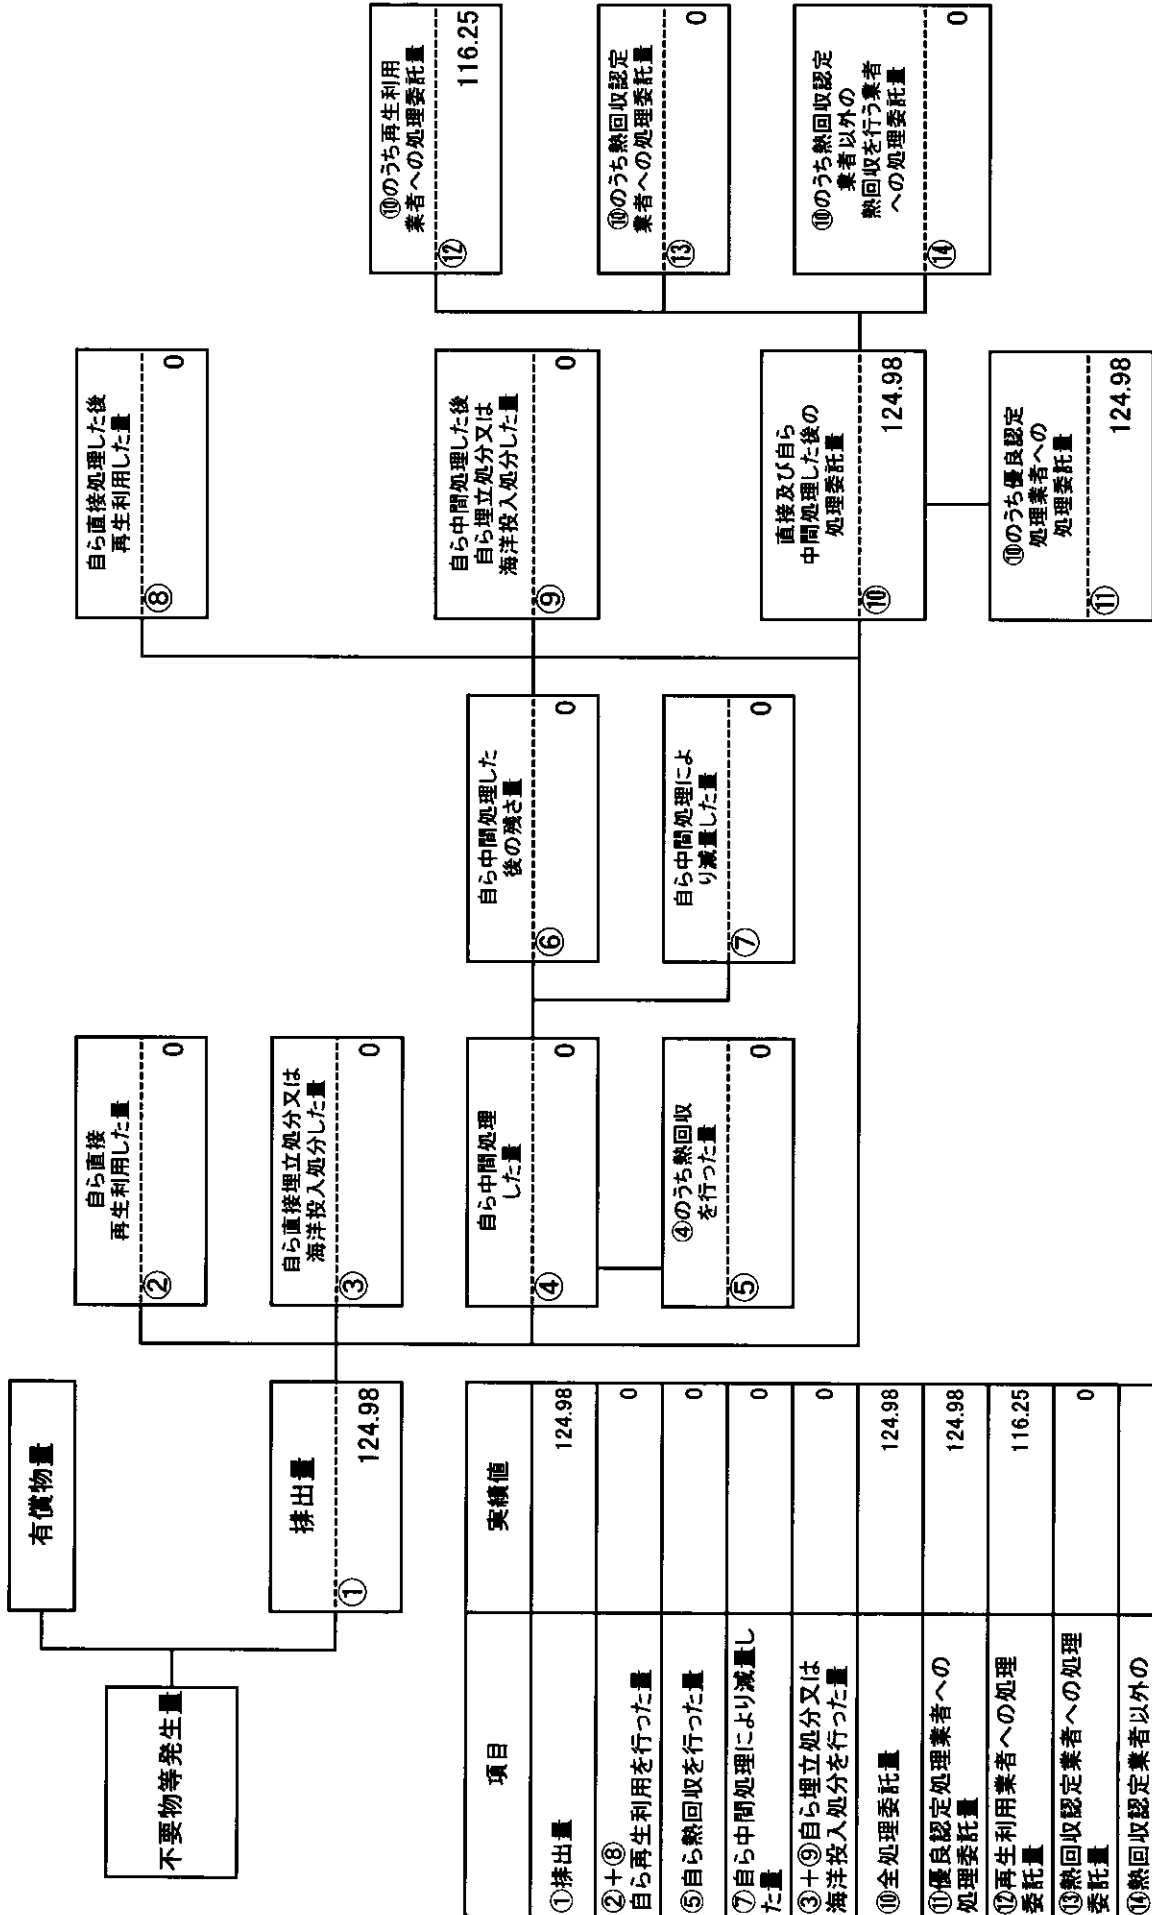 不要物等発生量
有償物量
排出量
①
124.98
自ら直接
再生利用した量
②
0
自ら直接埋立処分又は
海洋投入処分した量
③
0
自ら中間処理
した量
④
0
④のうち熱回収
を行った量
⑤
0
自ら中間処理した
後の残さ量
⑥
0
自ら中間処理によ
り減量した量
⑦
0
自ら直接処理した後
再生利用した量
⑧
0
自ら中間処理した後
自ら埋立処分又は
海洋投入処分した量
⑨
0
直接及び自ら
中間処理した後の
処理委託量
⑩
124.98
⑩のうち優良認定
処理業者への
処理委託量
⑪
124.98
⑩のうち再生利用
業者への処理委託量
⑫
116.25
⑩のうち熱回収認定
業者への処理委託量
⑬
0
⑩のうち熱回収認定
業者以外の
熱回収を行う業者
への処理委託量
⑭
0
項目 実績値
①排出量 124.98
②+⑧
自ら再生利用を行った量 0
⑤自ら熱回収を行った量 0
⑦自ら中間処理により減量し
た量 0
③+⑨自ら埋立処分又は
海洋投入処分を行った量 0
⑩全処理委託量 124.98
⑪優良認定処理業者への
処理委託量 124.98
⑫再生利用業者への処理
委託量 116.25
⑬熱回収認定業者への処理
委託量 0
⑭熱回収認定業者以外の